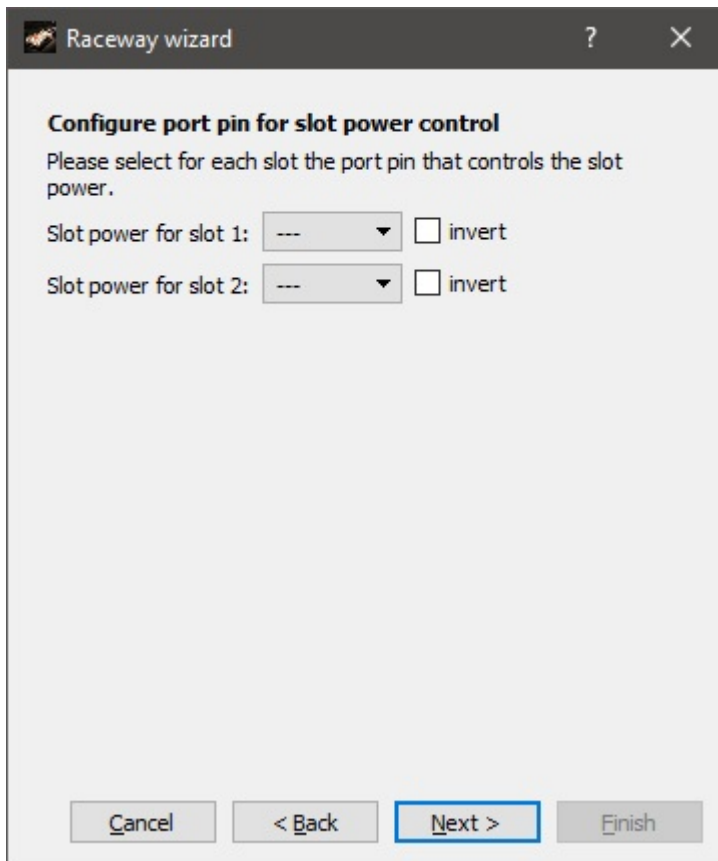 Raceway wizard ? ×
Configure port pin for slot power control
Please select for each slot the port pin that controls the slot
power.
Slot power for slot 1: --- invert
Slot power for slot 2: --- invert
Cancel < Back Next > Finish